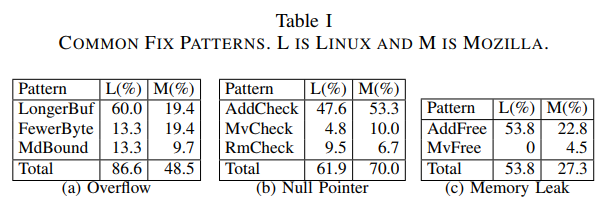 Table I
COMMON FIX PATTERNS. L IS LINUX AND M IS MOZILLA.
Pattern L(%) M(%)
LongerBuf 60.0 19.4
FewerByte 13.3 19.4
MdBound 13.3 9.7
Total 86.6 48.5
(a) Overflow
Pattern L(%) M(%)
AddCheck 47.6 53.3
MvCheck 4.8 10.0
RmCheck 9.5 6.7
Total 61.9 70.0
(b) Null Pointer
Pattern L(%) M(%)
AddFree 53.8 22.8
MvFree 0 4.5
Total 53.8 27.3
(c) Memory Leak